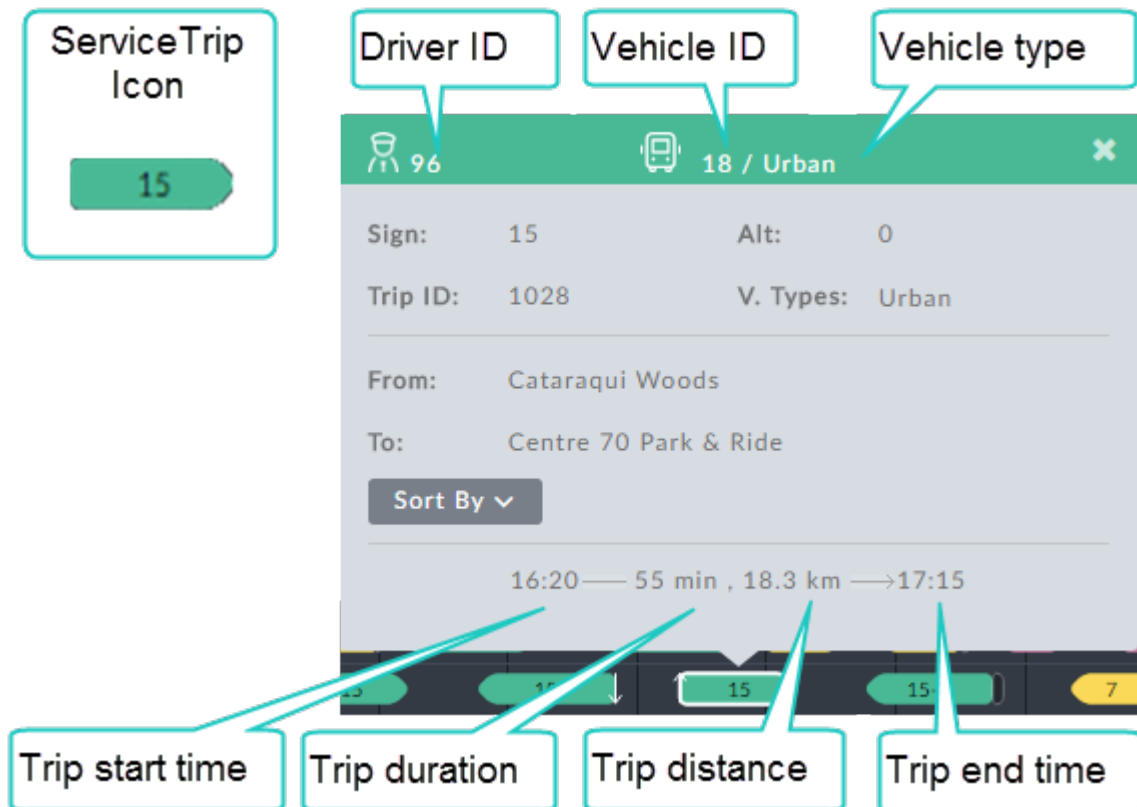 ServiceTrip
Icon
15
Driver ID
Vehicle ID
Vehicle type
96
18 / Urban
Sign: 15 Alt: 0
Trip ID: 1028 V. Types: Urban
From: Cataraqui Woods
To: Centre 70 Park & Ride
Sort By
16:20 55 min , 18.3 km 17:15
15 15 7
Trip start time
Trip duration
Trip distance
Trip end time